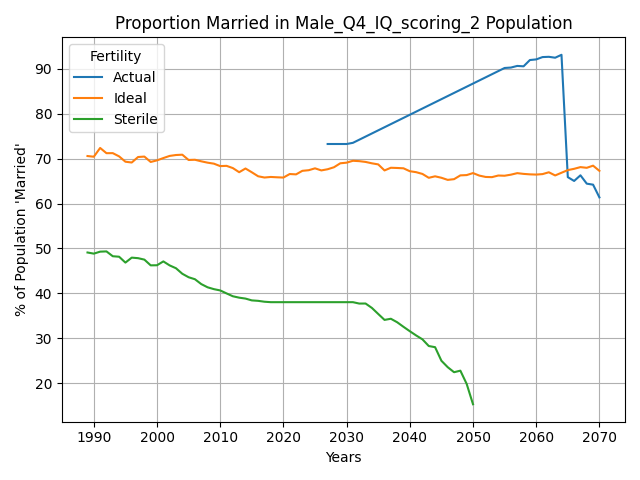 Proportion Married in Male_Q4_IQ_scoring_2 Population
Fertility
Actual
Ideal
Sterile
% of Population 'Married'
90
80
70
60
50
40
30
20
1990 2000 2010 2020 2030 2040 2050 2060 2070
Years